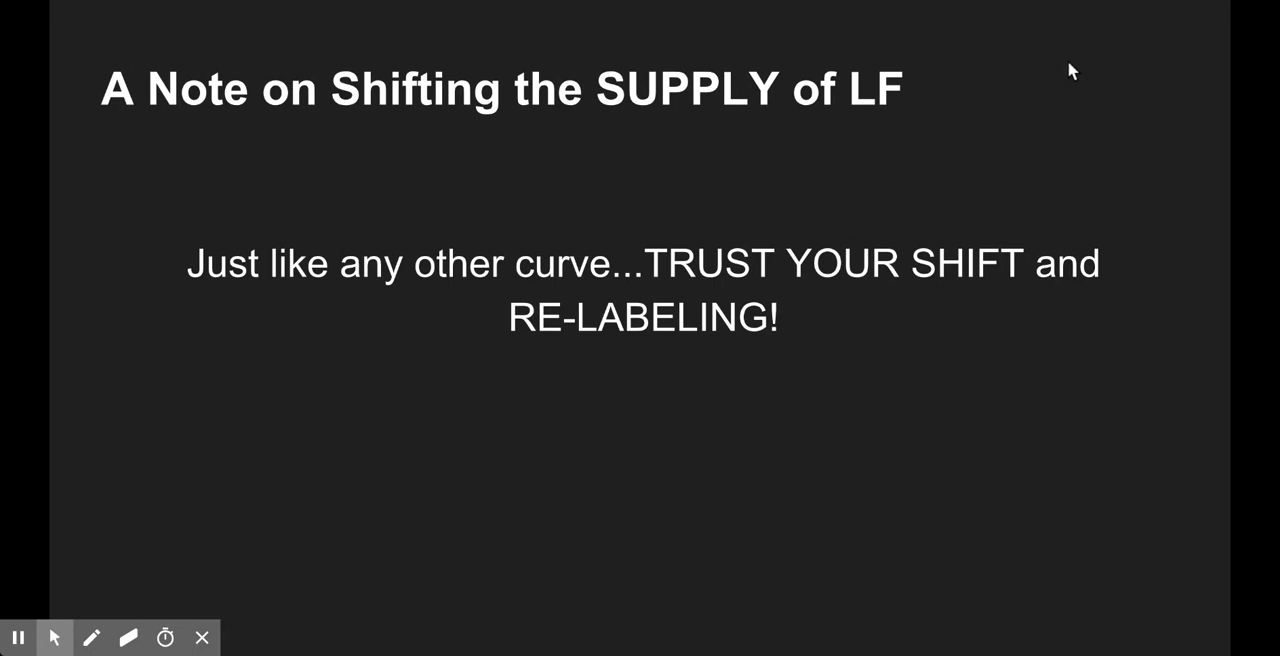 A Note on Shifting the SUPPLY of LF
Just like any other curve...TRUST YOUR SHIFT and
RE-LABELING!